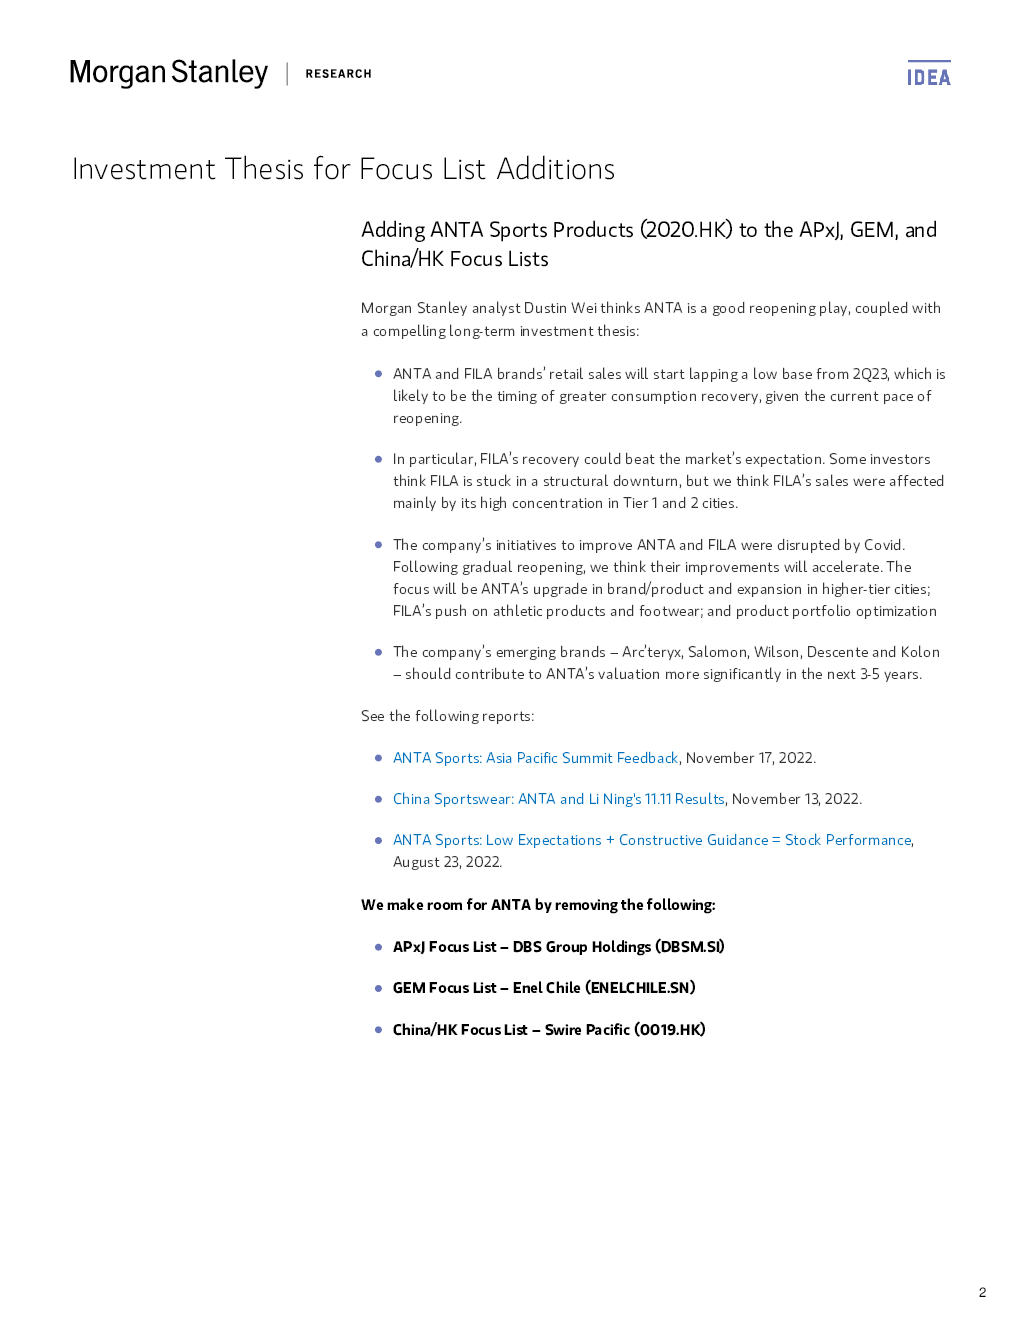 Morgan Stanley | RESEARCH
IDEA
Investment Thesis for Focus List Additions
Adding ANTA Sports Products (2020.HK) to the APxJ, GEM, and
China/HK Focus Lists
Morgan Stanley analyst Dustin Wei thinks ANTA is a good reopening play, coupled with
a compelling long-term investment thesis:
● ANTA and FILA brands’ retail sales will start lapping a low base from 2Q23, which is
likely to be the timing of greater consumption recovery, given the current pace of
reopening.
● In particular, FILA’s recovery could beat the market’s expectation. Some investors
think FILA is stuck in a structural downturn, but we think FILA’s sales were affected
mainly by its high concentration in Tier 1 and 2 cities.
● The company’s initiatives to improve ANTA and FILA were disrupted by Covid.
Following gradual reopening, we think their improvements will accelerate. The
focus will be ANTA’s upgrade in brand/product and expansion in higher-tier cities;
FILA’s push on athletic products and footwear; and product portfolio optimization
● The company’s emerging brands – Arc’teryx, Salomon, Wilson, Descente and Kolon
– should contribute to ANTA’s valuation more significantly in the next 3-5 years.
See the following reports:
● ANTA Sports: Asia Pacific Summit Feedback, November 17, 2022.
● China Sportswear: ANTA and Li Ning's 11.11 Results, November 13, 2022.
● ANTA Sports: Low Expectations + Constructive Guidance = Stock Performance,
August 23, 2022.
We make room for ANTA by removing the following:
● APxJ Focus List – DBS Group Holdings (DBSM.SI)
● GEM Focus List – Enel Chile (ENELCHILE.SN)
● China/HK Focus List – Swire Pacific (0019.HK)
2